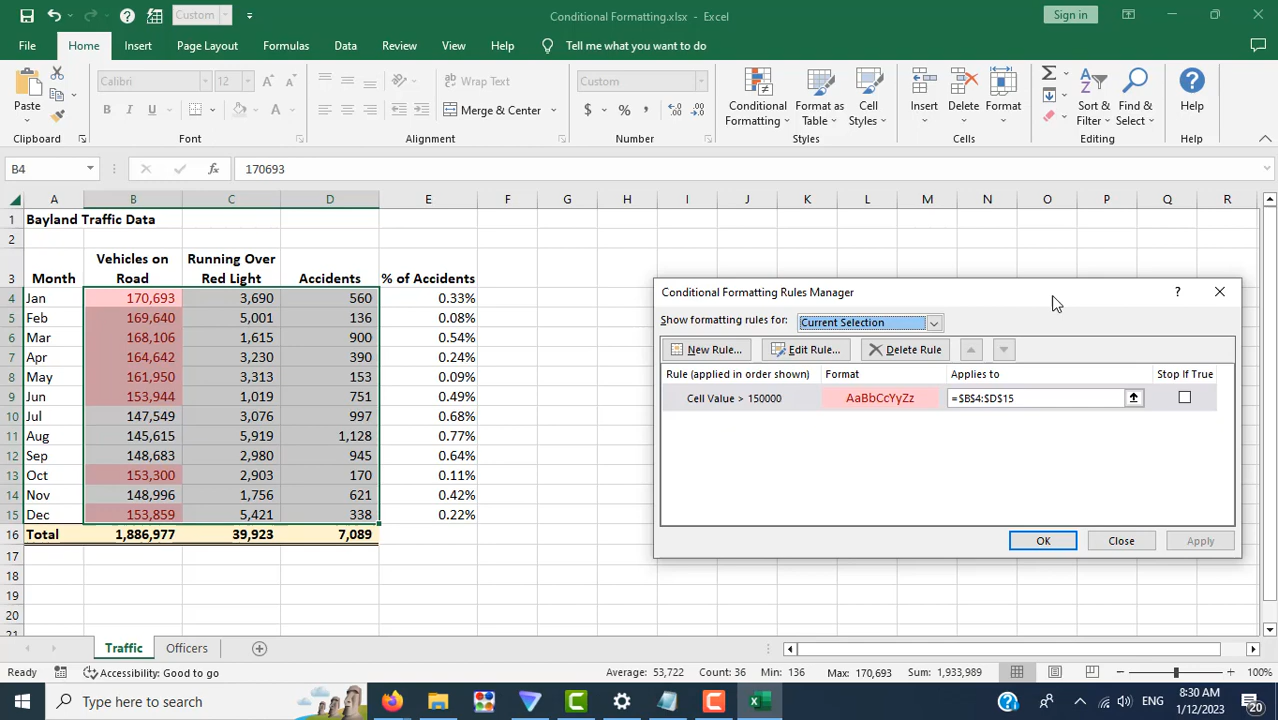 Custom
Conditional Formatting.xlsx - Excel
Sign in
File Home Insert Page Layout Formulas Data Review View Help Tell me what you want to do
Paste
Clipboard
Calibri 12
B I U A
Font
Wrap Text
Merge & Center
Alignment
Custom
$ % ,
Number
Conditional Formatting
Format as Table
Cell Styles
Styles
Insert Delete Format
Cells
Sort & Filter
Find & Select
Editing
Help
Help
B4 fx 170693
A B C D E F G H I J K L M N O P Q R
1 Bayland Traffic Data
2
3 Month Vehicles on Road Running Over Red Light Accidents % of Accidents
4 Jan 170,693 3,690 560 0.33%
5 Feb 169,640 5,001 136 0.08%
6 Mar 168,106 1,615 900 0.54%
7 Apr 164,642 3,230 390 0.24%
8 May 161,950 3,313 153 0.09%
9 Jun 153,944 1,019 751 0.49%
10 Jul 147,549 3,076 997 0.68%
11 Aug 145,615 5,919 1,128 0.77%
12 Sep 148,683 2,980 945 0.64%
13 Oct 153,300 2,903 170 0.11%
14 Nov 148,996 1,756 621 0.42%
15 Dec 153,859 5,421 338 0.22%
16 Total 1,886,977 39,923 7,089
17
18
19
20
21
Conditional Formatting Rules Manager ?
Show formatting rules for: Current Selection
New Rule... Edit Rule... Delete Rule
Rule (applied in order shown) Format Applies to Stop If True
Cell Value > 150000 AaBbCcYyZz =$B$4:$D$15
OK Close Apply
Traffic Officers
Ready Accessibility: Good to go Average: 53,722 Count: 36 Min: 136 Max: 170,693 Sum: 1,933,989 100%
Type here to search
ENG
8:30 AM
1/12/2023
20